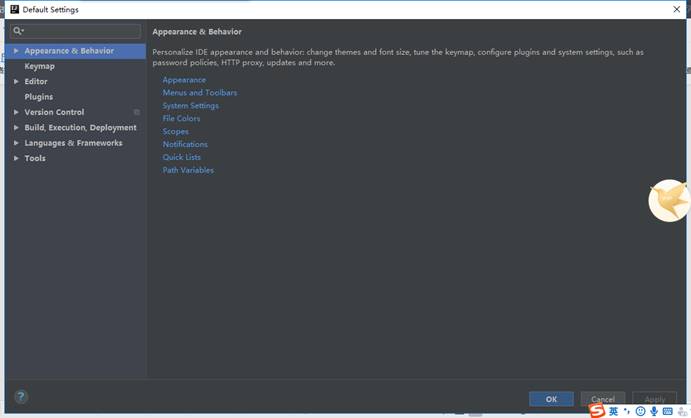 Default Settings
Appearance & Behavior
Keymap
Editor
Plugins
Version Control
Build, Execution, Deployment
Languages & Frameworks
Tools
Appearance & Behavior
Personalize IDE appearance and behavior: change themes and font size, tune the keymap, configure plugins and system settings, such as
password policies, HTTP proxy, updates and more.
Appearance
Menus and Toolbars
System Settings
File Colors
Scopes
Notifications
Quick Lists
Path Variables
?
OK
Cancel
Apply
S
英